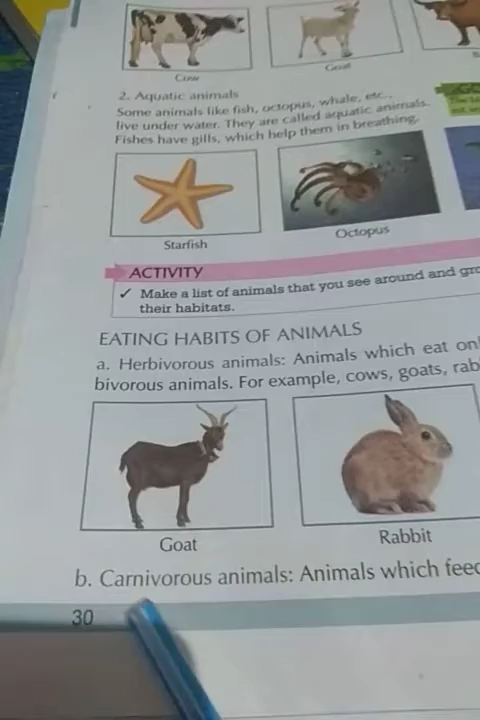 Cow
Goat
2. Aquatic animals
Some animals like fish, octopus, whale, etc.,
live under water. They are called aquatic animals.
Fishes have gills, which help them in breathing.
Starfish
Octopus
ACTIVITY
✓ Make a list of animals that you see around and
their habitats.
EATING HABITS OF ANIMALS
a. Herbivorous animals: Animals which eat
bivorous animals. For example, cows, goats,
Goat
Rabbit
b. Carnivorous animals: Animals which
30